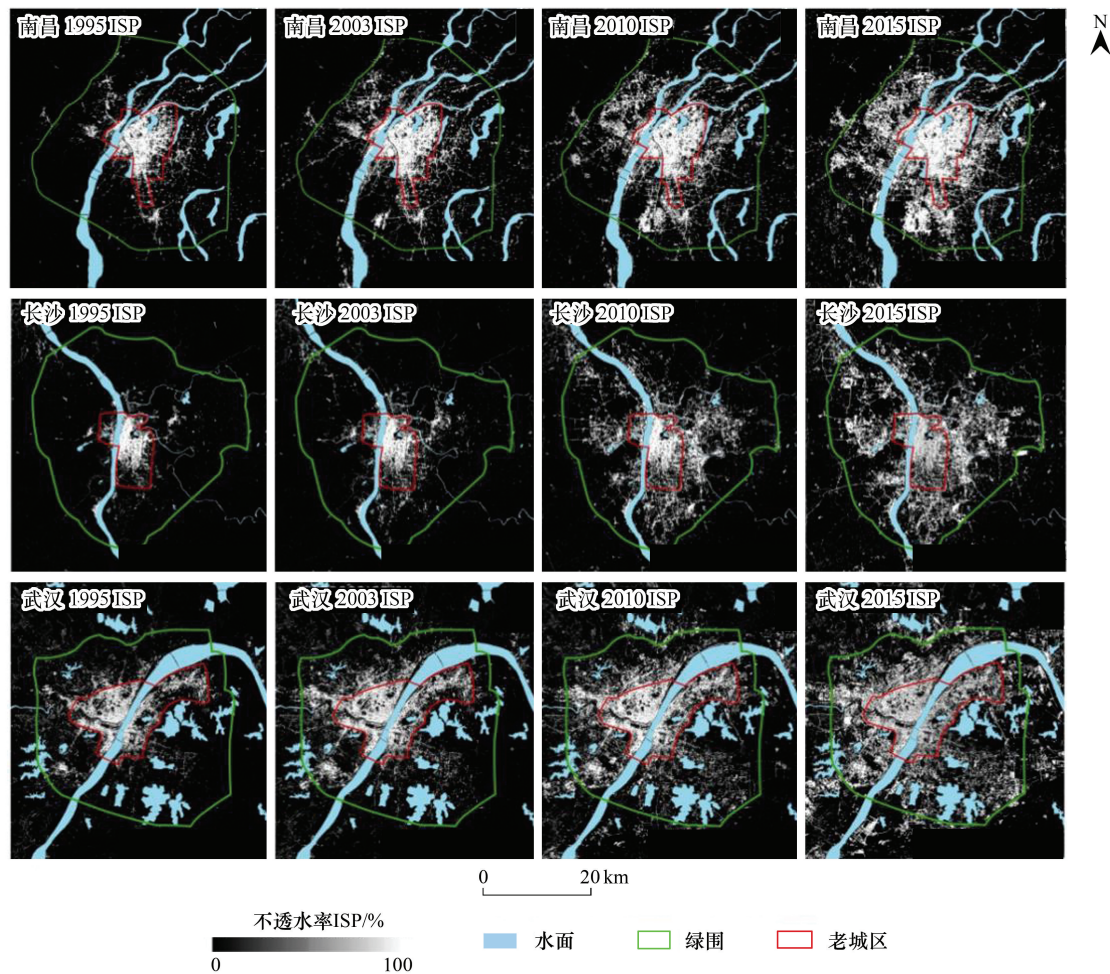 南昌 1995 ISP
南昌 2003 ISP
南昌 2010 ISP
南昌 2015 ISP
N
长沙 1995 ISP
长沙 2003 ISP
长沙 2010 ISP
长沙 2015 ISP
武汉 1995 ISP
武汉 2003 ISP
武汉 2010 ISP
武汉 2015 ISP
0 20 km
不透水率ISP/%
0 100
水面
绿围
老城区